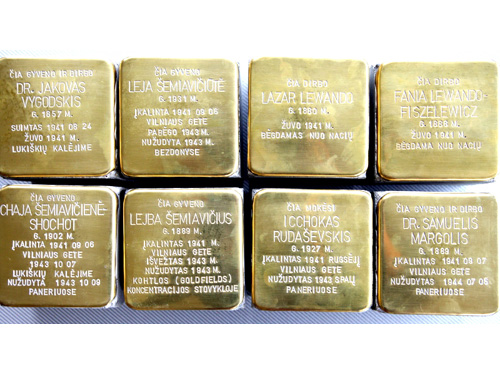 ČIA GYVENO IR DIRBO
DR. JAKOVAS
VYGODSKIS
G. 1857 M.
SUIMTAS 1941 08 24
ŽUVO 1941 M.
LUKIŠKIŲ KALĖJIME
ČIA GYVENO
LEJA ŠEMIAVIČIŪTĖ
G. 1931 M.
ĮKALINTA 1941 09 06
VILNIAUS GETE
PABĖGO 1943 M.
NUŽUDYTA 1943 M.
BEZDONYSE
ČIA DIRBO
LAZAR LEWANDO
G. 1880 M.
ŽUVO 1941 M.
BĖGDAMAS NUO NACIŲ
ČIA DIRBO
FANIA LEWANDO-
FISZELEWICZ
G. 1888 M.
ŽUVO 1941 M.
BĖGDAMA NUO NACIŲ
ČIA GYVENO
CHAJA ŠEMIAVIČIENĖ-
SHOCHOT
G. 1902 M.
ĮKALINTA 1941 09 06
VILNIAUS GETE
1943 10 07
LUKIŠKIŲ KALĖJIME
NUŽUDYTA 1943 10 09
PANERIUOSE
ČIA GYVENO
LEJBA ŠEMIAVIČIUS
G. 1889 M.
ĮKALINTAS 1941 M.
VILNIAUS GETE
IŠVEŽTAS 1943 M.
NUŽUDYTAS 1943 M.
KOHTLOS (GOLDFIELDS)
KONCENTRACIJOS STOVYKLOJE
ČIA MOKĖSI
ICCHOKAS
RUDAŠEVSKIS
G. 1927 M.
ĮKALINTAS 1941 RUGSĖJĮ
VILNIAUS GETE
NUŽUDYTAS 1943 SPALĮ
PANERIUOSE
ČIA GYVENO IR DIRBO
DR. SAMUELIS
MARGOLIS
G. 1889 M.
ĮKALINTAS 1941 09 07
VILNIAUS GETE
NUŽUDYTAS 1944 07 05
PANERIUOSE